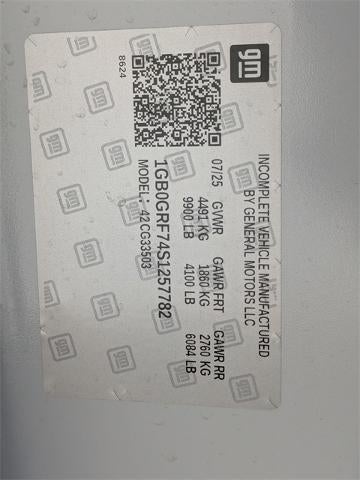 gm
INCOMPLETE VEHICLE MANUFACTURED
BY GENERAL MOTORS LLC
07/25 GVWR GAWR FRT GAWR RR
4491 KG 1860 KG 2760 KG
9900 LB 4100 LB 6084 LB
1GB0GRF74S1257782
MODEL: 42CG33503
8624